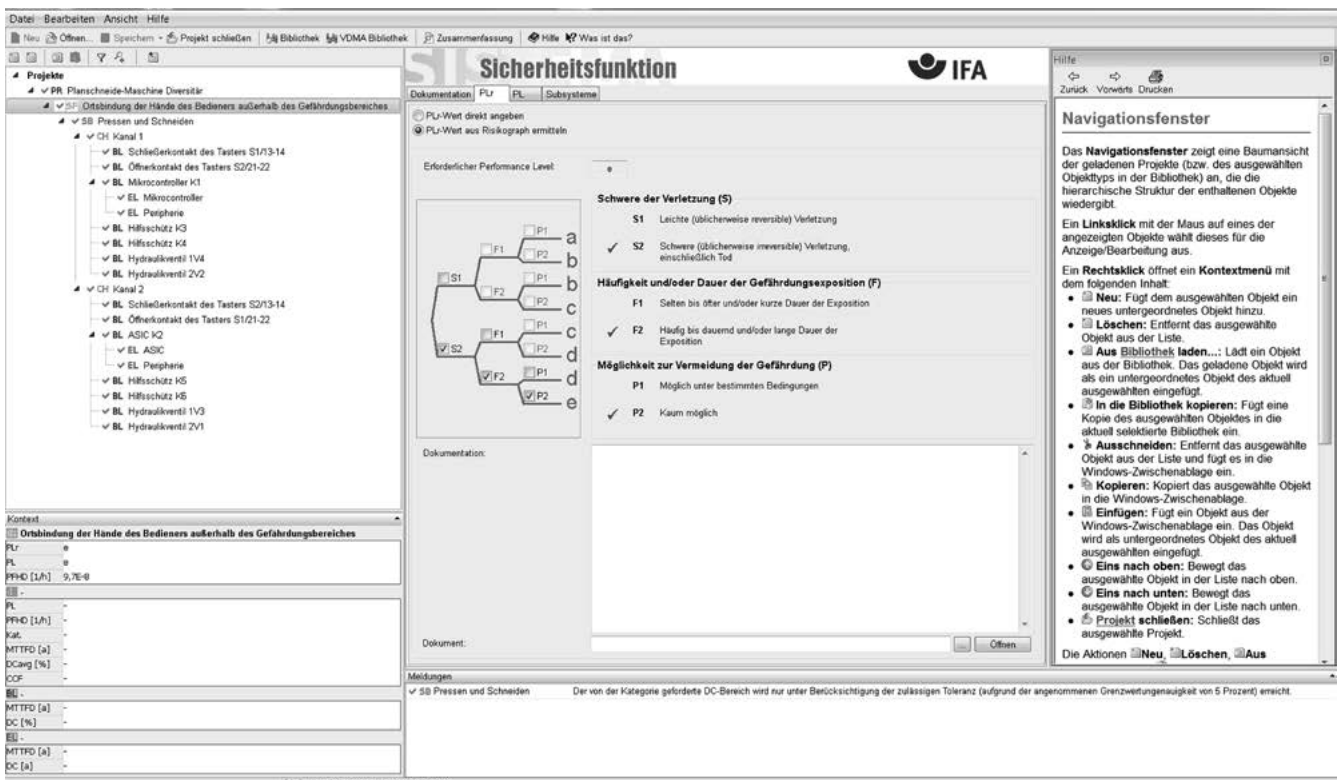 Datei Bearbeiten Ansicht Hilfe
Neu Öffnen... Speichern Projekt schließen Bibliothek VDMA Bibliothek Zusammenfassung Hilfe Was ist das?
Projekte
PR Planschneide-Maschine Diversitär
SF Ortsbindung der Hände des Bedieners außerhalb des Gefährdungsbereiches
SB Pressen und Schneiden
CH Kanal 1
BL Schließerkontakt des Tasters S1/13-14
BL Öffnerkontakt des Tasters S2/21-22
BL Mikrocontroller K1
EL Mikrocontroller
EL Peripherie
BL Hilfsschütz K3
BL Hilfsschütz K4
BL Hydraulikventil 1V4
BL Hydraulikventil 2V2
CH Kanal 2
BL Schließerkontakt des Tasters S2/13-14
BL Öffnerkontakt des Tasters S1/21-22
BL ASIC K2
EL ASIC
EL Peripherie
BL Hilfsschütz K5
BL Hilfsschütz K6
BL Hydraulikventil 1V3
BL Hydraulikventil 2V1
Kontext
Ortsbindung der Hände des Bedieners außerhalb des Gefährdungsbereiches
PLr e
PL e
PFHD [1/h] 9,7E-8
-
PL -
PFHD [1/h] -
Kat. -
MTTFD [a] -
DCavg [%] -
CCF -
BL -
MTTFD [a] -
DC [%] -
EL -
MTTFD [a] -
DC [a] -
Sicherheitsfunktion
IFA
Dokumentation PLr PL Subsysteme
PLr-Wert direkt angeben
PLr-Wert aus Risikograph ermitteln
Erforderlicher Performance Level: e
S1 F1 P1 a
P2 b
F2 P1 b
P2 c
S2 F1 P1 c
P2 d
F2 P1 d
P2 e
Schwere der Verletzung (S)
S1 Leichte (üblicherweise reversible) Verletzung
S2 Schwere (üblicherweise irreversible) Verletzung,
einschließlich Tod
Häufigkeit und/oder Dauer der Gefährdungsexposition (F)
F1 Selten bis öfter und/oder kurze Dauer der Exposition
F2 Häufig bis dauernd und/oder lange Dauer der
Exposition
Möglichkeit zur Vermeidung der Gefährdung (P)
P1 Möglich unter bestimmten Bedingungen
P2 Kaum möglich
Dokumentation:
Dokument: ... Öffnen
Meldungen
SB Pressen und Schneiden Der von der Kategorie geforderte DC-Bereich wird nur unter Berücksichtigung der zulässigen Toleranz (aufgrund der angenommenen Grenzwertungenauigkeit von 5 Prozent) erreicht.
Hilfe
Zurück Vorwärts Drucken
Navigationsfenster
Das Navigationsfenster zeigt eine Baumansicht
der geladenen Projekte (bzw. des ausgewählten
Objekttyps in der Bibliothek) an, die die
hierarchische Struktur der enthaltenen Objekte
wiedergibt.
Ein Linksklick mit der Maus auf eines der
angezeigten Objekte wählt dieses für die
Anzeige/Bearbeitung aus.
Ein Rechtsklick öffnet ein Kontextmenü mit
dem folgenden Inhalt:
• Neu: Fügt dem ausgewählten Objekt ein
neues untergeordnetes Objekt hinzu.
• Löschen: Entfernt das ausgewählte
Objekt aus der Liste.
• Aus Bibliothek laden...: Lädt ein Objekt
aus der Bibliothek. Das geladene Objekt wird
als ein untergeordnetes Objekt des aktuell
ausgewählten eingefügt.
• In die Bibliothek kopieren: Fügt eine
Kopie des ausgewählten Objektes in die
aktuell selektierte Bibliothek ein.
• Ausschneiden: Entfernt das ausgewählte
Objekt aus der Liste und fügt es in die
Windows-Zwischenablage ein.
• Kopieren: Kopiert das ausgewählte Objekt
in die Windows-Zwischenablage.
• Einfügen: Fügt ein Objekt aus der
Windows-Zwischenablage ein. Das Objekt
wird als untergeordnetes Objekt des aktuell
ausgewählten eingefügt.
• Eins nach oben: Bewegt das
ausgewählte Objekt in der Liste nach oben.
• Eins nach unten: Bewegt das
ausgewählte Objekt in der Liste nach unten.
• Projekt schließen: Schließt das
ausgewählte Projekt.
Die Aktionen Neu, Löschen, Aus